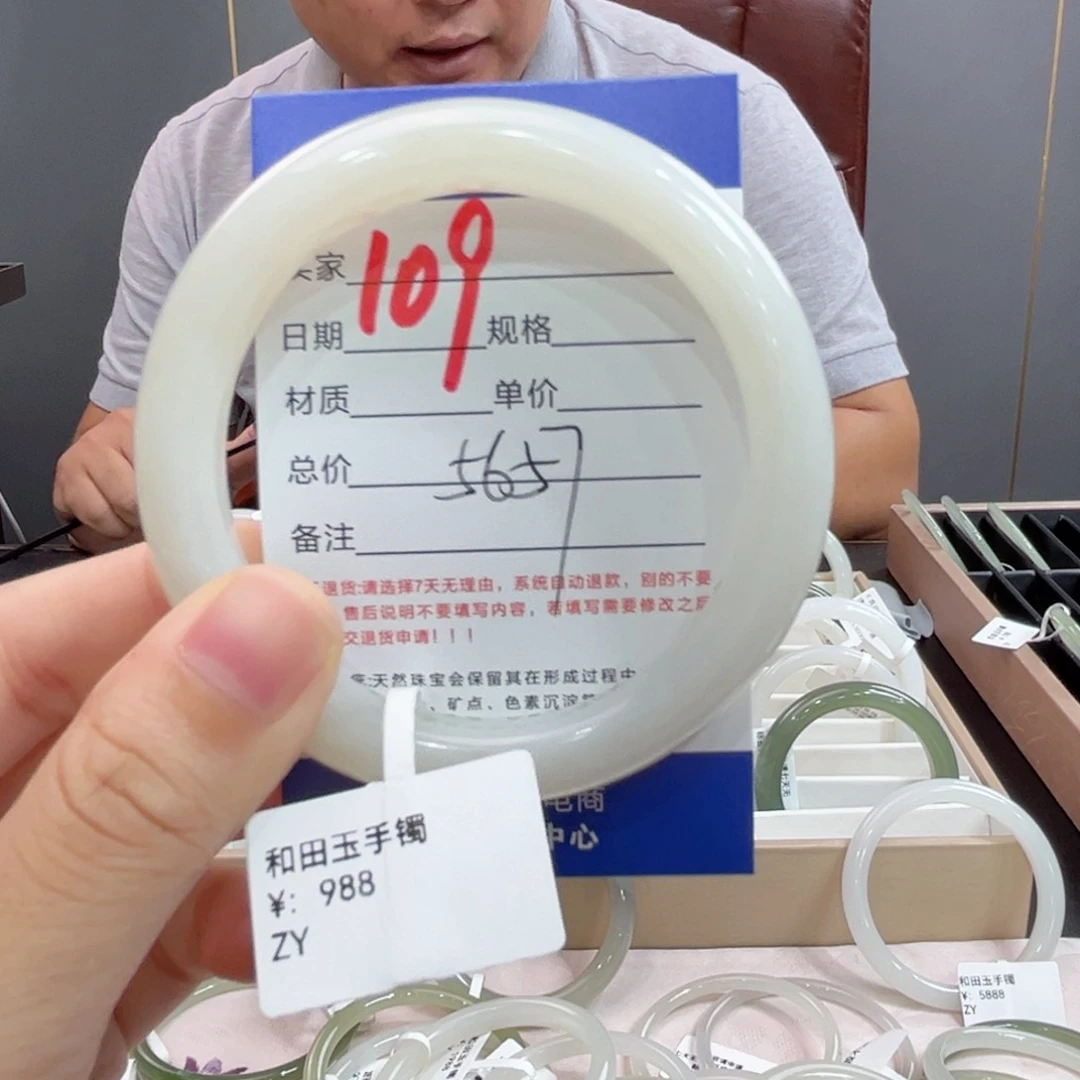 家
109
日期 规格
材质 单价
总价 5657
备注
退货:请选择7天无理由,系统自动退款,别的不要
售后说明不要填写内容,若填写需要修改之后
交退货申请!!!
:天然珠宝会保留其在形成过程中
、矿点、色素沉淀
电商
中心
和田玉手镯
¥: 988
ZY
和田玉手镯
¥: 5888
ZY